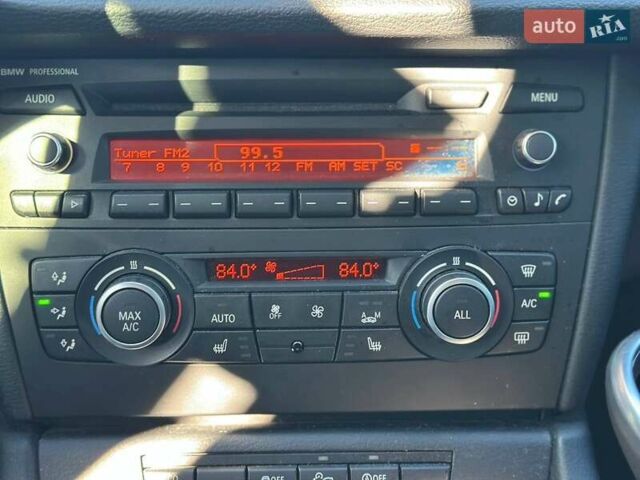 auto RIA
.com
BMW PROFESSIONAL
AUDIO
MENU
Tuner FM2 99.5
7 8 9 10 11 12 FM AM SET SC
84.0° 84.0°
MAX
A/C
AUTO
OFF
A M
ALL
A/C